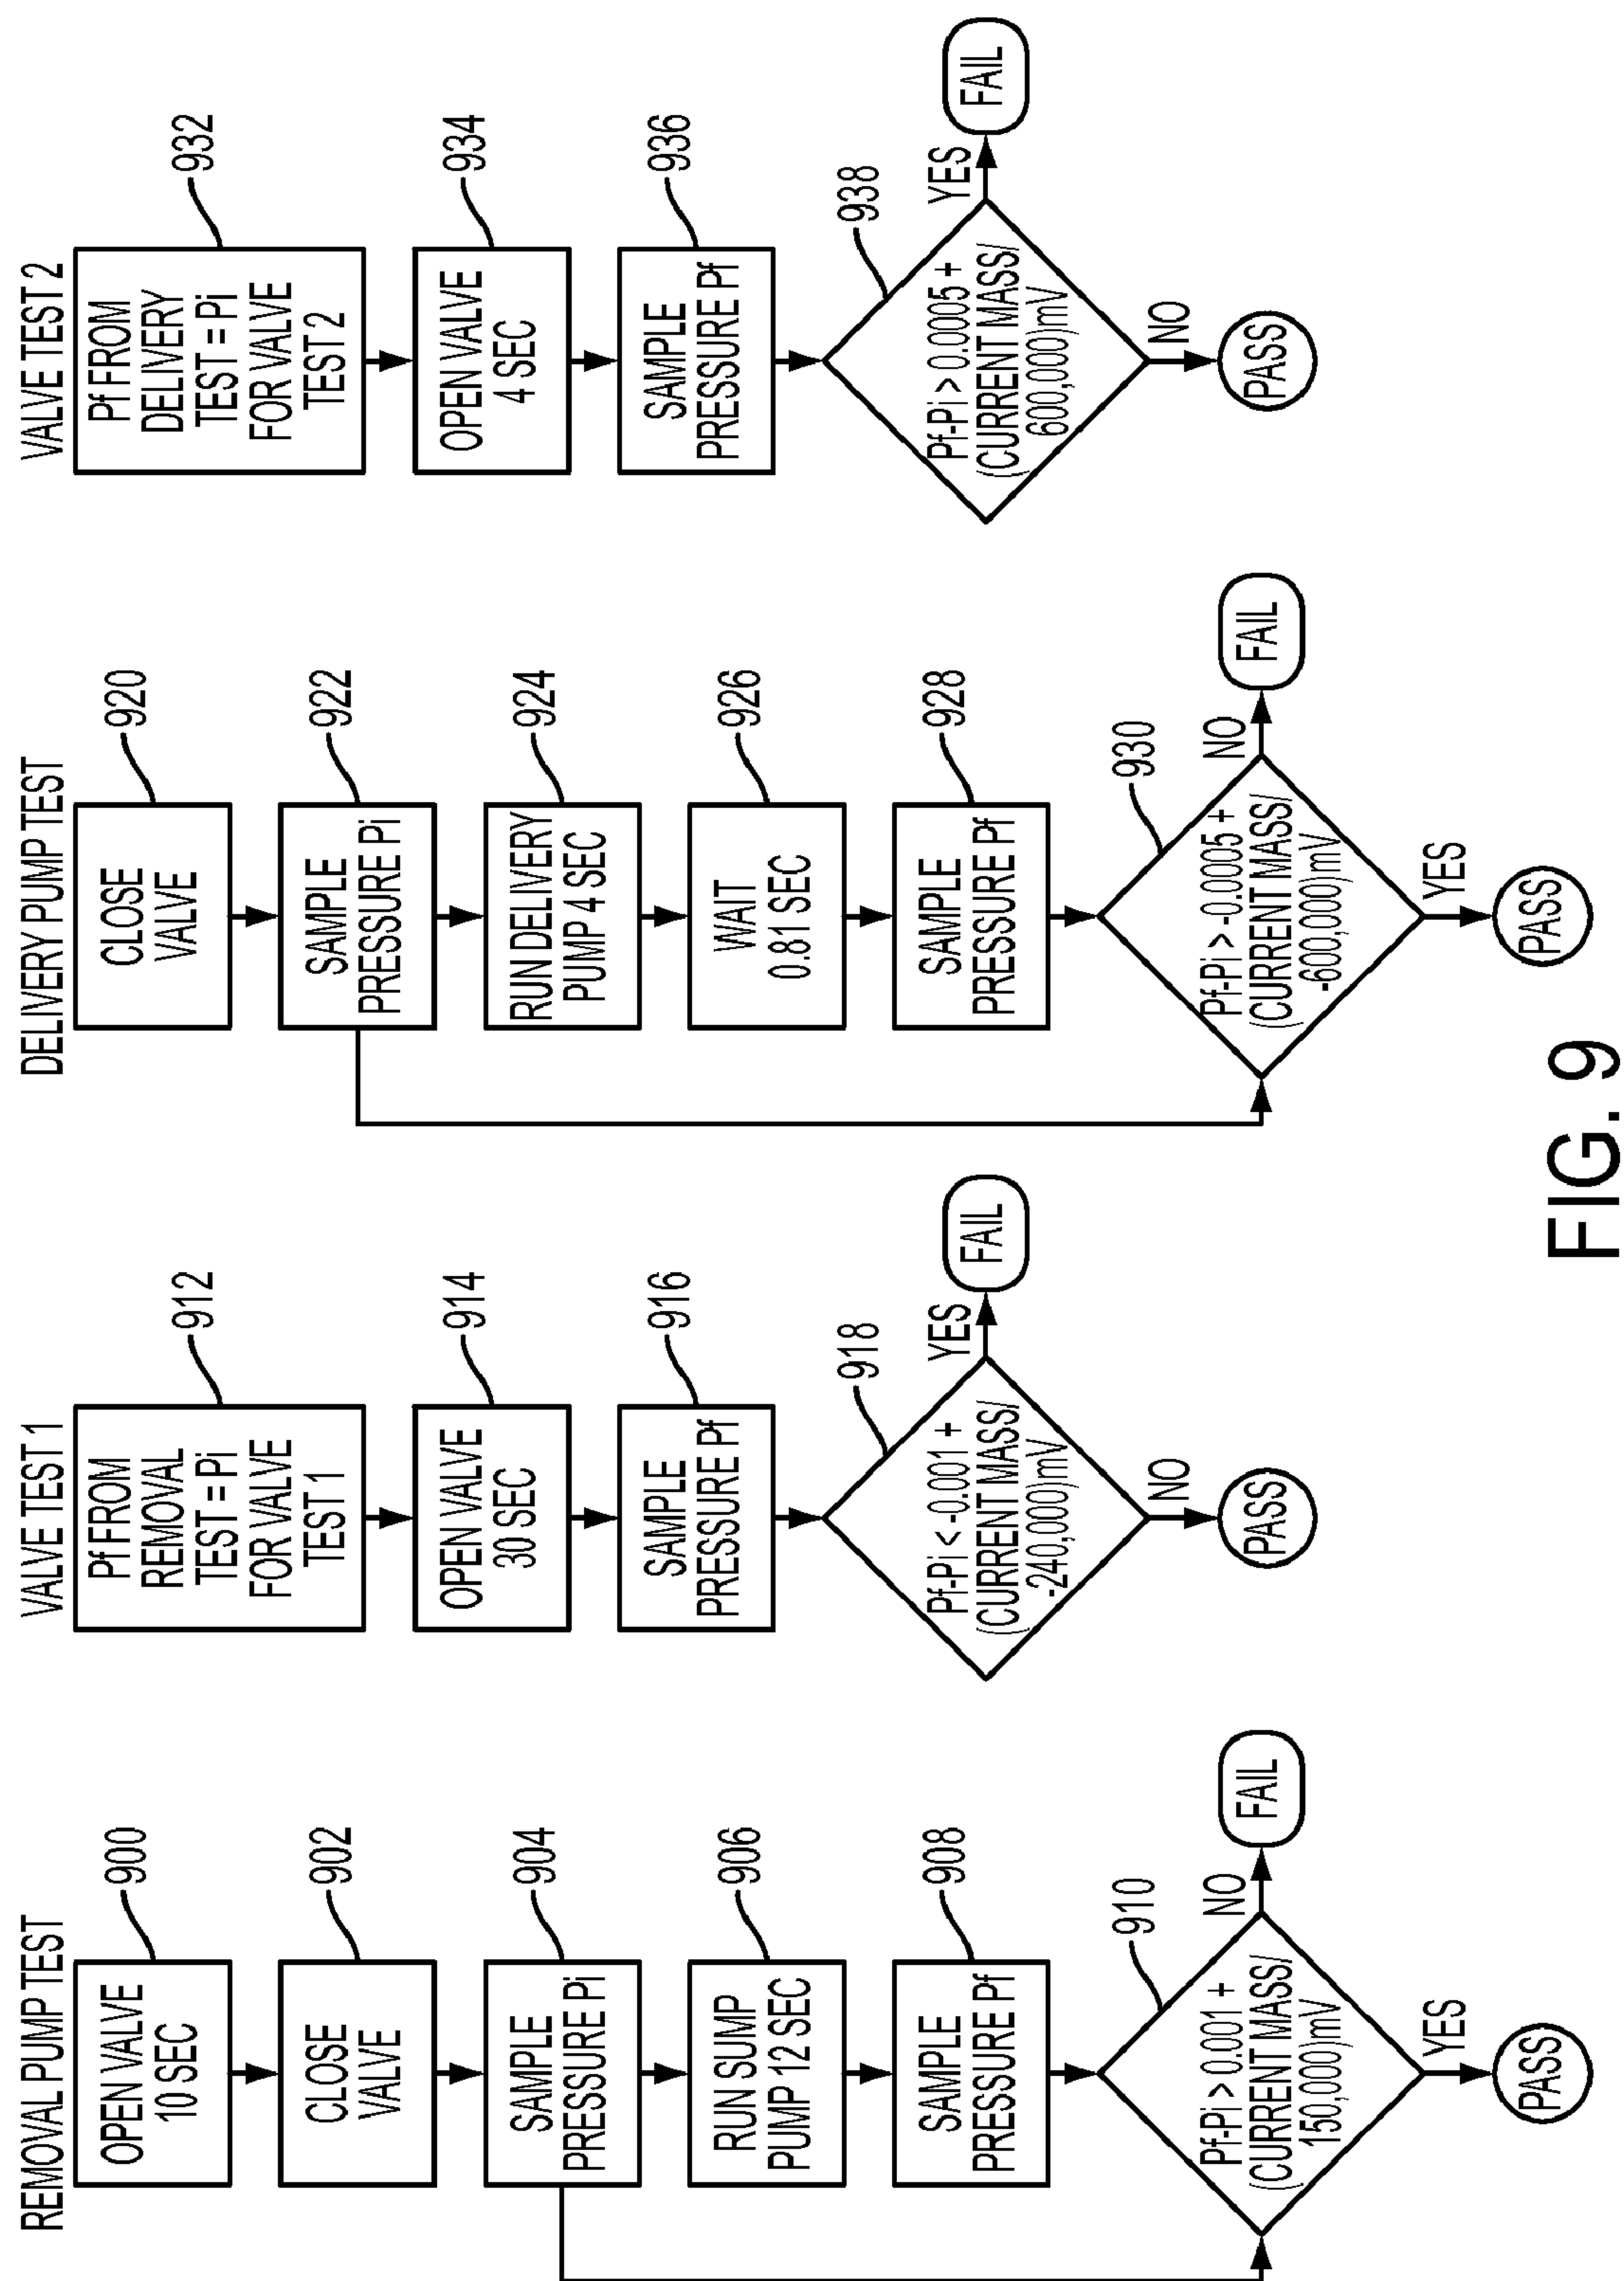 REMOVAL PUMP TEST
OPEN VALVE
10 SEC
900
CLOSE
VALVE
902
SAMPLE
PRESSURE Pi
904
RUN SUMP
PUMP 12 SEC
906
SAMPLE
PRESSURE Pf
908
Pf-Pi > 0.001 +
(CURRENT MASS/
150,000)mV
910
NO
FAIL
YES
PASS
VALVE TEST 1
Pf FROM
REMOVAL
TEST = Pi
FOR VALVE
TEST 1
912
OPEN VALVE
30 SEC
914
SAMPLE
PRESSURE Pf
916
Pf-Pi < -0.001 +
(CURRENT MASS/
-240,000)mV
918
YES
FAIL
NO
PASS
DELIVERY PUMP TEST
CLOSE
VALVE
920
SAMPLE
PRESSURE Pi
922
RUN DELIVERY
PUMP 4 SEC
924
WAIT
0.81 SEC
926
SAMPLE
PRESSURE Pf
928
Pf-Pi > -0.0005 +
(CURRENT MASS/
-600,000)mV
930
NO
FAIL
YES
PASS
VALVE TEST 2
Pf FROM
DELIVERY
TEST = Pi
FOR VALVE
TEST 2
932
OPEN VALVE
4 SEC
934
SAMPLE
PRESSURE Pf
936
Pf-Pi > 0.0005 +
(CURRENT MASS/
600,000)mV
938
YES
FAIL
NO
PASS
FIG. 9